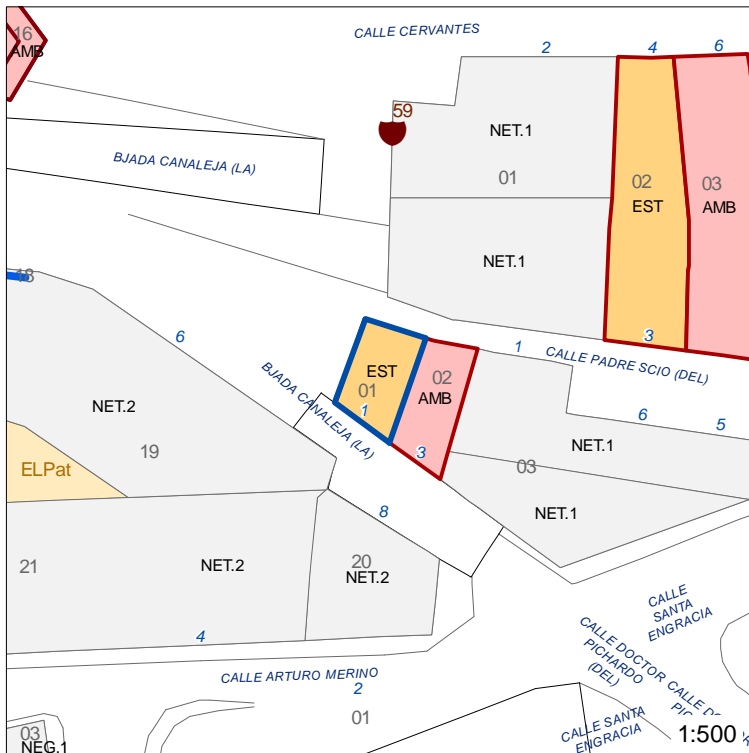 CALLE CERVANTES
16
AMB
2
4
6
59
NET.1
BJADA CANALEJA (LA)
01
02
03
EST
AMB
NET.1
18
6
3
1
CALLE PADRE SCIO (DEL)
BJADA CANALEJA (LA)
EST
01
02
AMB
1
NET.2
6
5
19
3
03
NET.1
ELPat
NET.1
8
21
NET.2
20
NET.2
CALLE
SANTA
ENGRACIA
4
CALLE DOCTOR
PICHARDO
(DEL)
CALLE ARTURO MERINO
2
01
CALLE SANTA
ENGRACIA
03
NEG.1
1:500